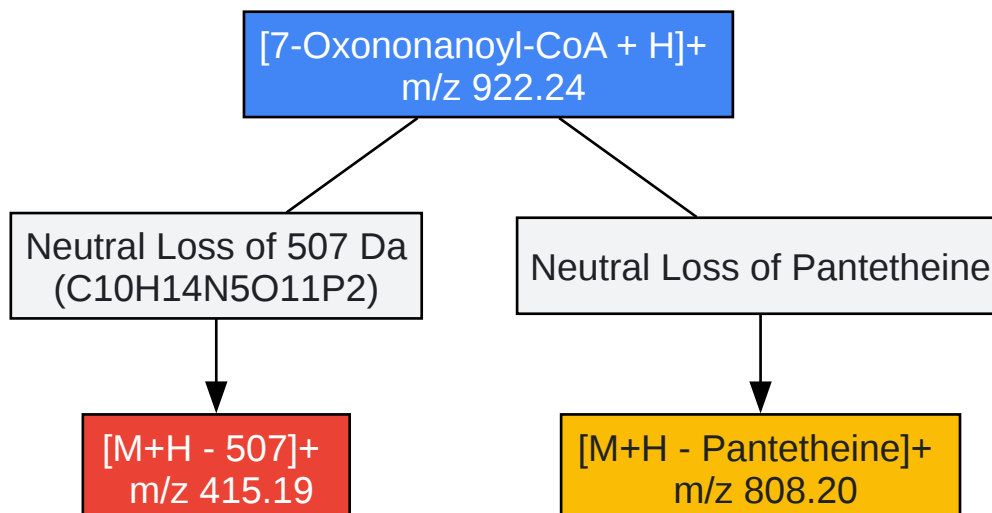 [7-Oxononanoyl-CoA + H]+
m/z 922.24
Neutral Loss of 507 Da
(C10H14N5O11P2)
Neutral Loss of Pantetheine
[M+H - 507]+
m/z 415.19
[M+H - Pantetheine]+
m/z 808.20